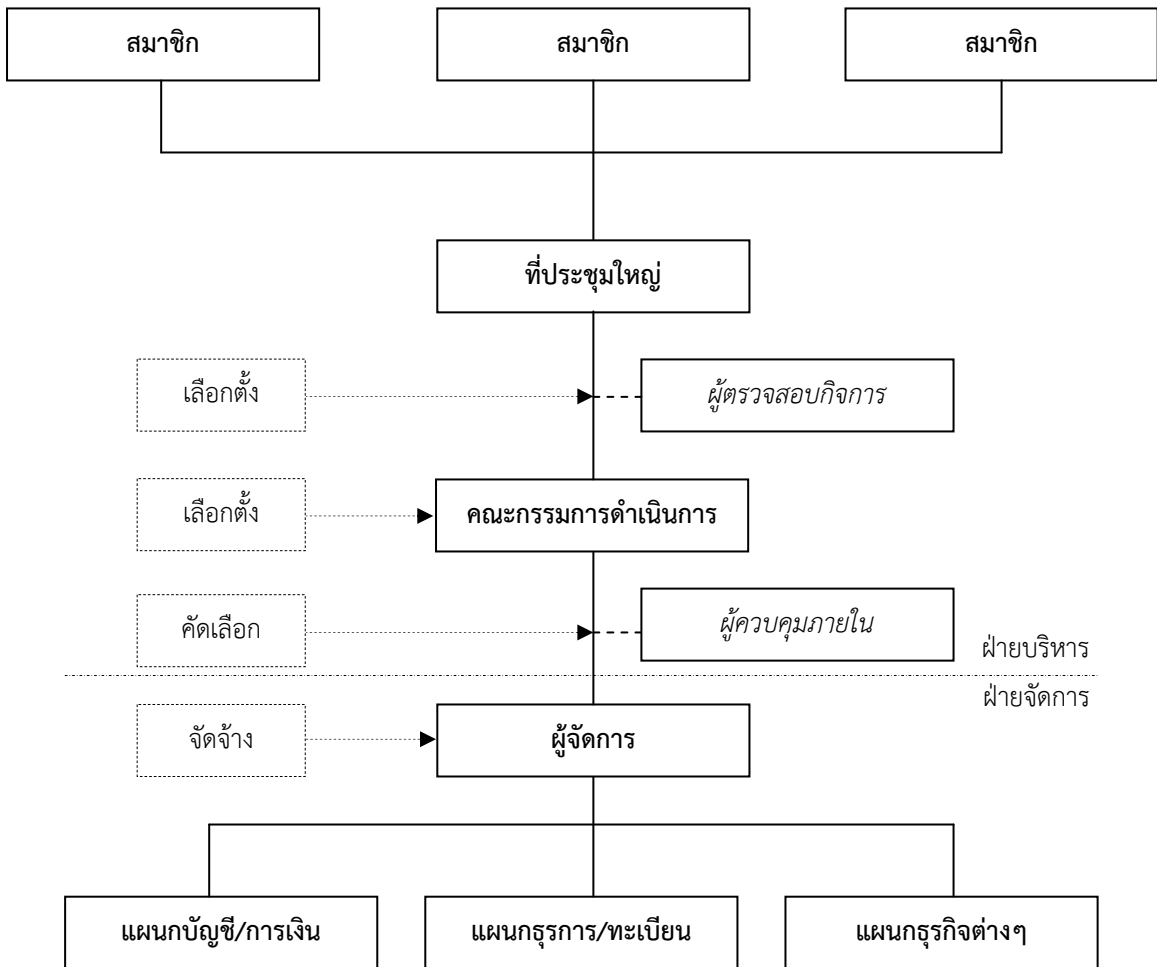 สมาชิก
สมาชิก
สมาชิก
ที่ประชุมใหญ่
เลือกตั้ง
ผู้ตรวจสอบกิจการ
เลือกตั้ง
คณะกรรมการดำเนินการ
คัดเลือก
ผู้ควบคุมภายใน
ฝ่ายบริหาร
ฝ่ายจัดการ
จัดจ้าง
ผู้จัดการ
แผนกบัญชี/การเงิน
แผนกธุรการ/ทะเบียน
แผนกธุรกิจต่างๆ